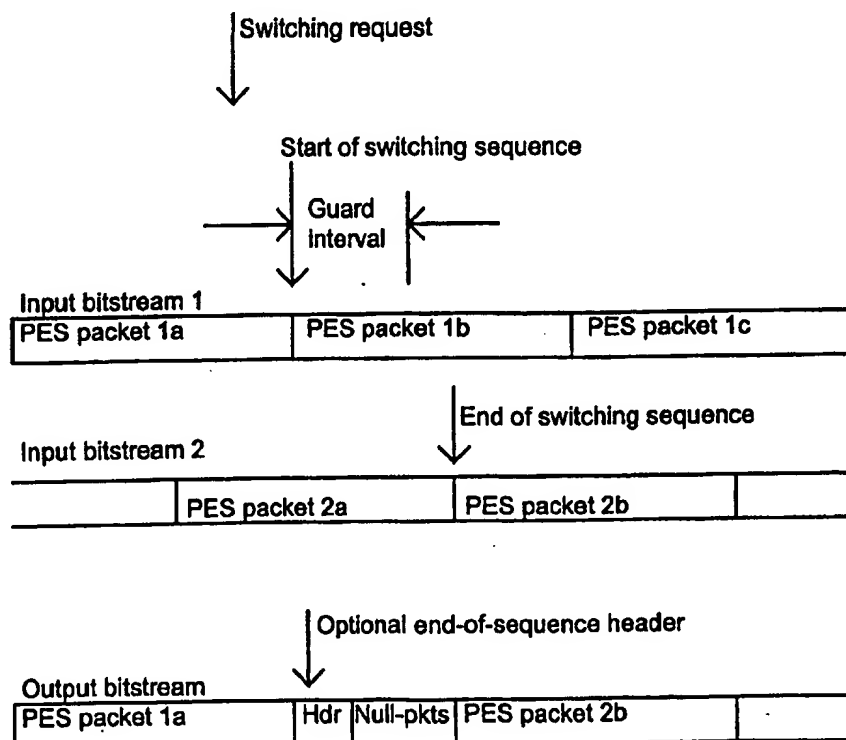 Switching request
Start of switching sequence
Guard
interval
Input bitstream 1
PES packet 1a PES packet 1b PES packet 1c
End of switching sequence
Input bitstream 2
PES packet 2a PES packet 2b
Optional end-of-sequence header
Output bitstream
PES packet 1a Hdr Null-pkts PES packet 2b